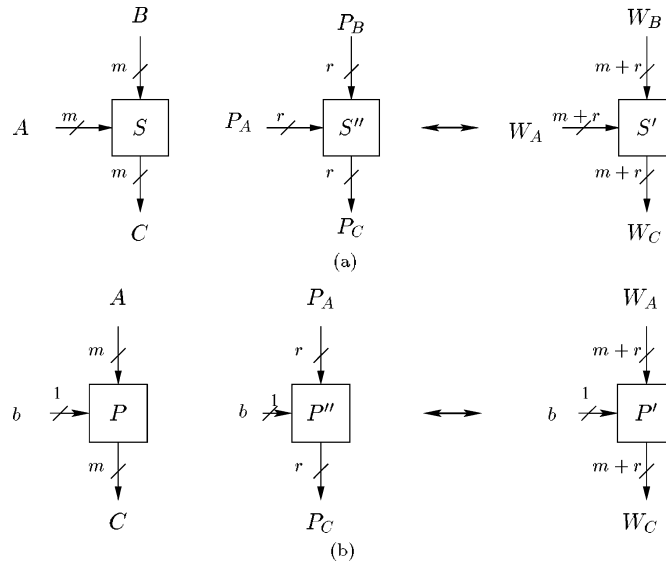 B P_B W_B
m r m + r
A m S P_A r S′′ W_A m + r S′
m r m + r
C P_C W_C
(a)
A P_A W_A
m r m + r
b 1 P b 1 P′′ b 1 P′
m r m + r
C P_C W_C
(b)